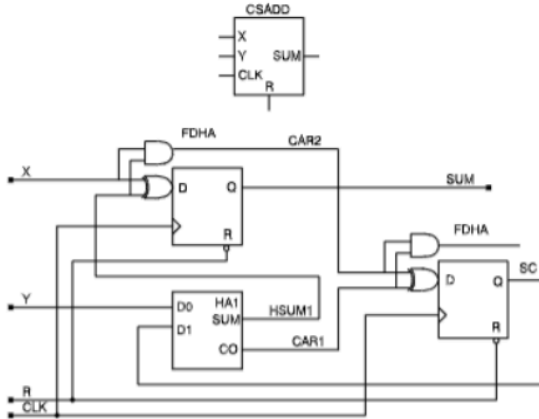 CSADD
X
Y SUM
CLK
R
FDHA CAR2
X
D Q SUM
FDHA
R
D Q SC
Y D0 HA1
SUM HSUM1
D1
R
CO CAR1
R
CLK